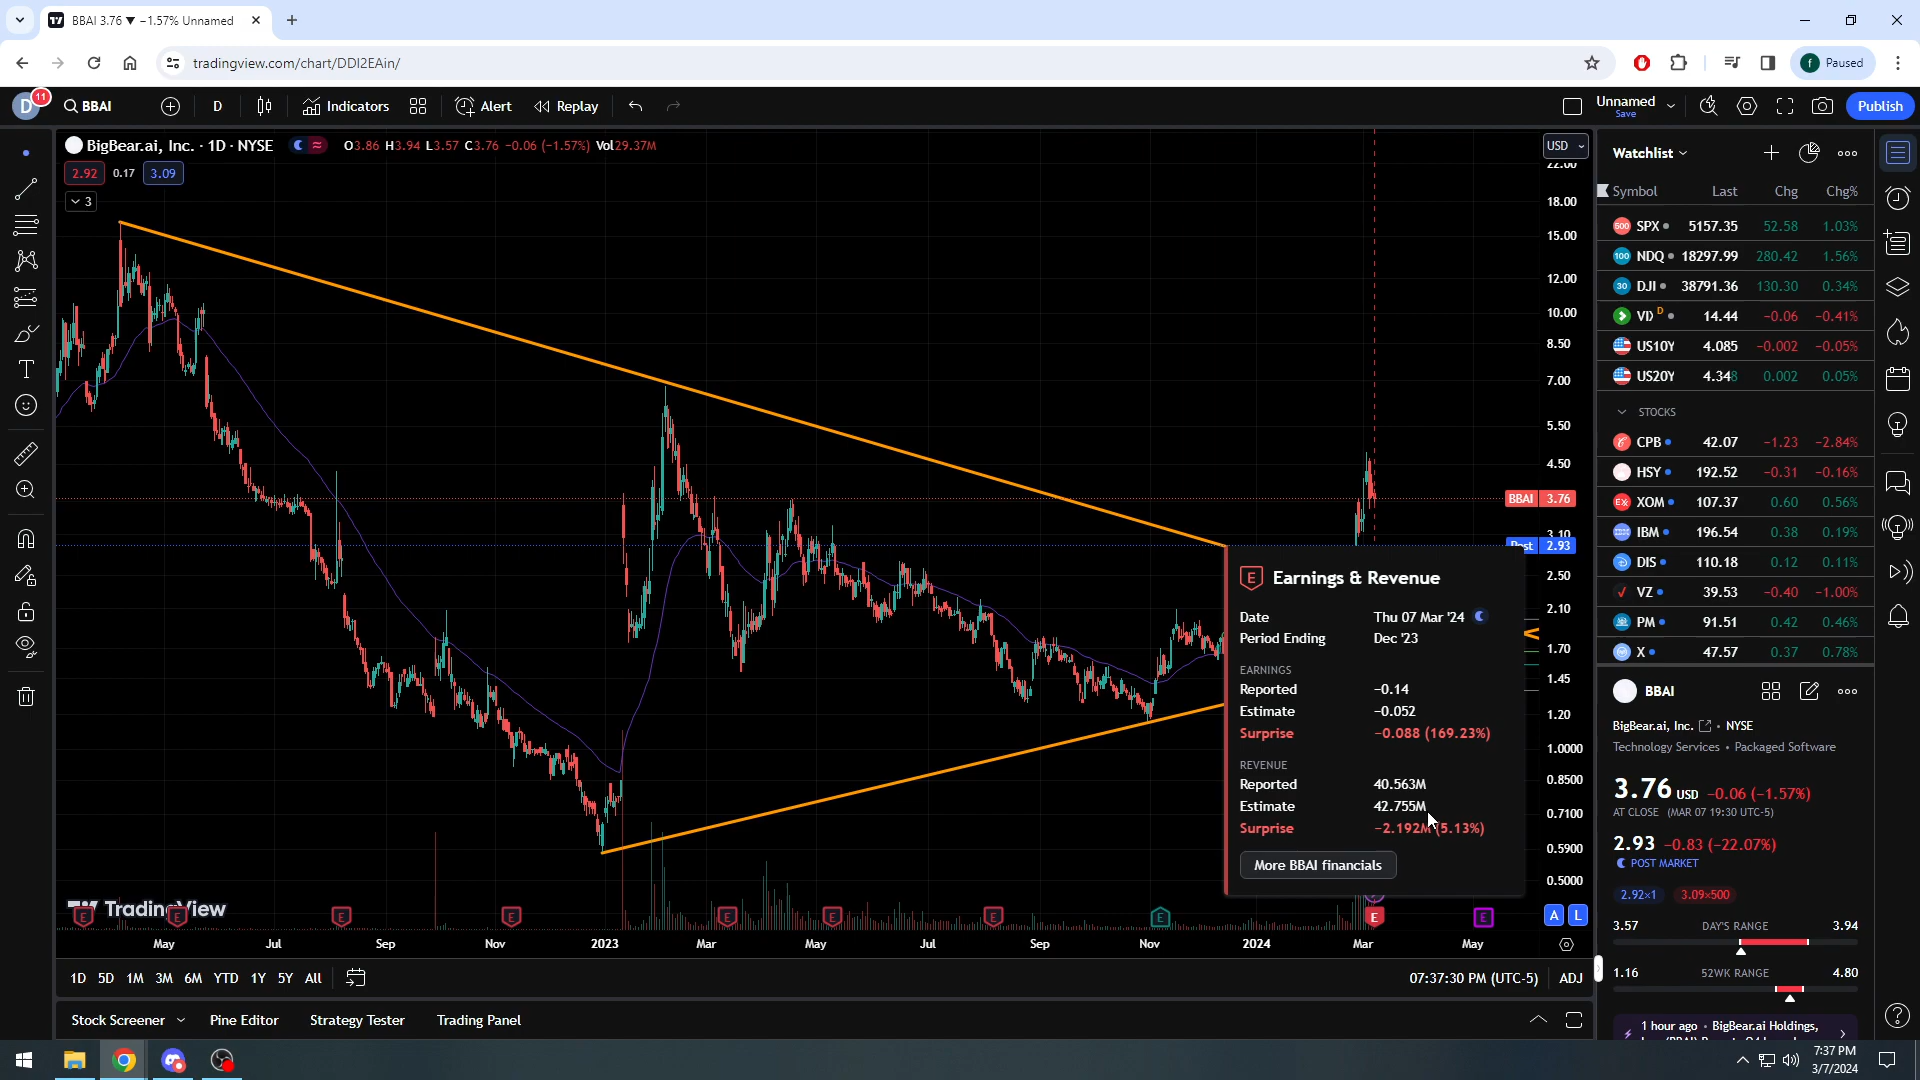 BBAI 3.76 ▼ −1.57% Unnamed
tradingview.com/chart/DDI2EAin/
f Paused
D 11 BBAI D Indicators Alert Replay Unnamed Save Publish
BigBear.ai, Inc. · 1D · NYSE O3.86 H3.94 L3.57 C3.76 −0.06 (−1.57%) Vol29.37M
2.92 0.17 3.09
3
USD
22.00
18.00
15.00
12.00
10.00
8.50
7.00
5.50
4.50
BBAI 3.76
3.10
Post 2.93
2.50
2.10
1.70
1.45
1.20
1.0000
0.8500
0.7100
0.5900
0.5000
A L
E Earnings & Revenue
Date Thu 07 Mar '24
Period Ending Dec '23
EARNINGS
Reported −0.14
Estimate −0.052
Surprise −0.088 (169.23%)
REVENUE
Reported 40.563M
Estimate 42.755M
Surprise −2.192M (5.13%)
More BBAI financials
TradingView
E E E E E E E E E E
May Jul Sep Nov 2023 Mar May Jul Sep Nov 2024 Mar May
1D 5D 1M 3M 6M YTD 1Y 5Y All 07:37:30 PM (UTC-5) ADJ
Stock Screener Pine Editor Strategy Tester Trading Panel
Watchlist
Symbol Last Chg Chg%
500 SPX 5157.35 52.58 1.03%
100 NDQ 18297.99 280.42 1.56%
30 DJI 38791.36 130.30 0.34%
D 14.44 −0.06 −0.41%
US10Y 4.085 −0.002 −0.05%
US20Y 4.348 0.002 0.05%
STOCKS
CPB 42.07 −1.23 −2.84%
HSY 192.52 −0.31 −0.16%
XOM 107.37 0.60 0.56%
IBM 196.54 0.38 0.19%
DIS 110.18 0.12 0.11%
VZ 39.53 −0.40 −1.00%
PM 91.51 0.42 0.46%
X 47.57 0.37 0.78%
BBAI
BigBear.ai, Inc. • NYSE
Technology Services • Packaged Software
3.76 USD −0.06 (−1.57%)
AT CLOSE (MAR 07 19:30 UTC-5)
2.93 −0.83 (−22.07%)
POST MARKET
2.92×1 3.09×500
3.57 DAY'S RANGE 3.94
1.16 52WK RANGE 4.80
1 hour ago • BigBear.ai Holdings,
7:37 PM
3/7/2024